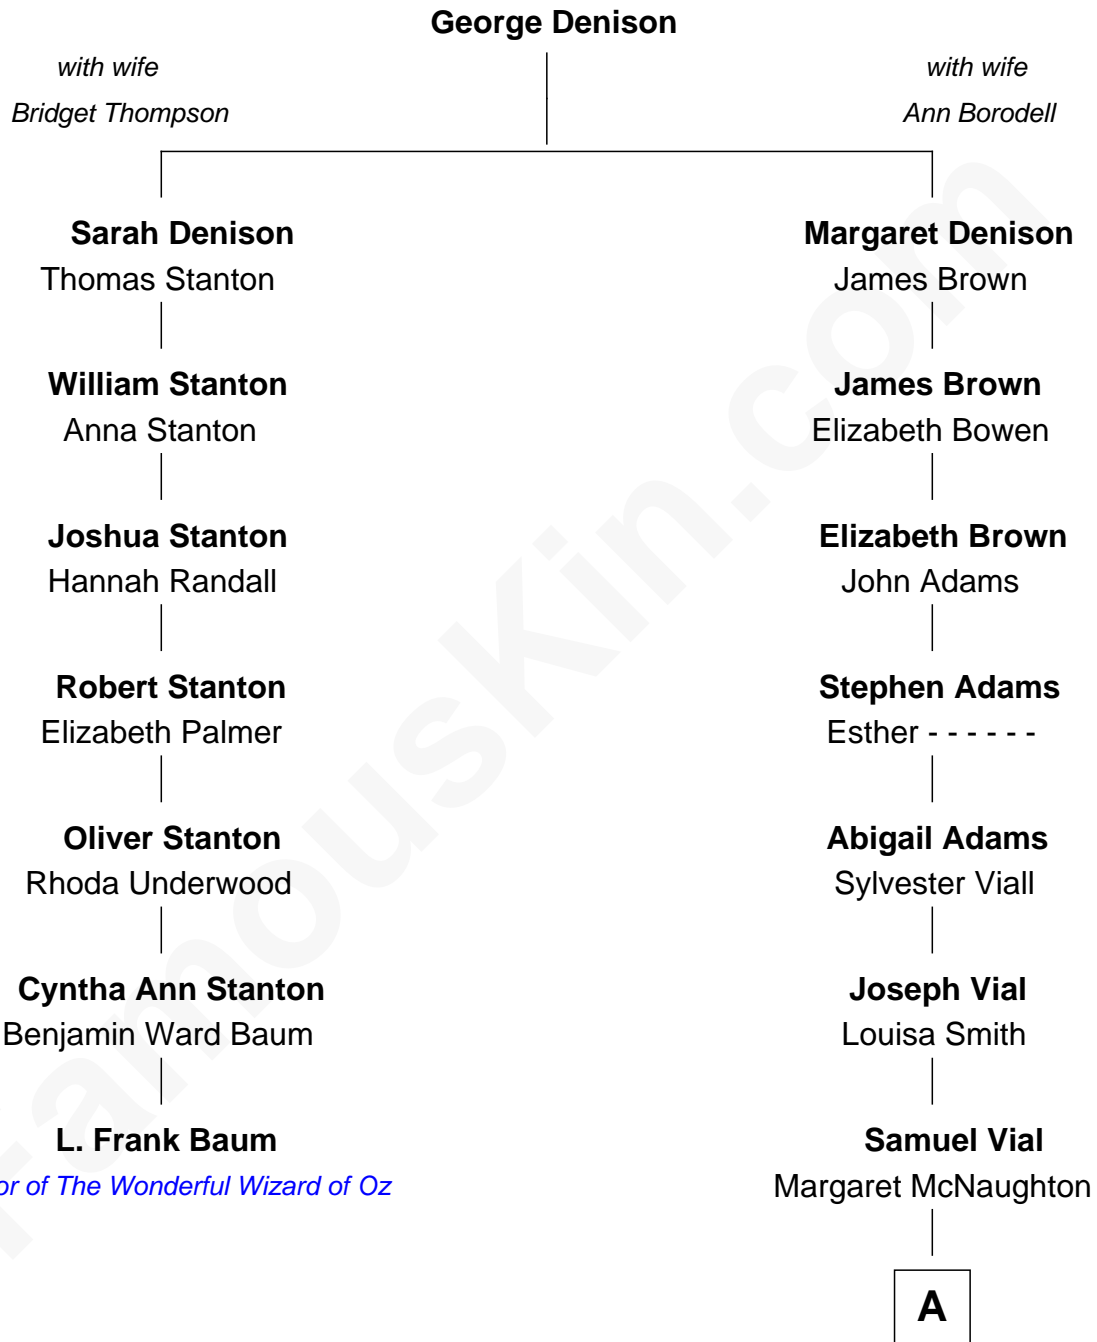 George Denison
with wife
Bridget Thompson
with wife
Ann Borodell
Sarah Denison
Thomas Stanton
Margaret Denison
James Brown
William Stanton
Anna Stanton
James Brown
Elizabeth Bowen
Joshua Stanton
Hannah Randall
Elizabeth Brown
John Adams
Robert Stanton
Elizabeth Palmer
Stephen Adams
Esther - - - - - -
Oliver Stanton
Rhoda Underwood
Abigail Adams
Sylvester Viall
Cyntha Ann Stanton
Benjamin Ward Baum
Joseph Vial
Louisa Smith
L. Frank Baum
or of The Wonderful Wizard of Oz
Samuel Vial
Margaret McNaughton
A
FamousKin.com